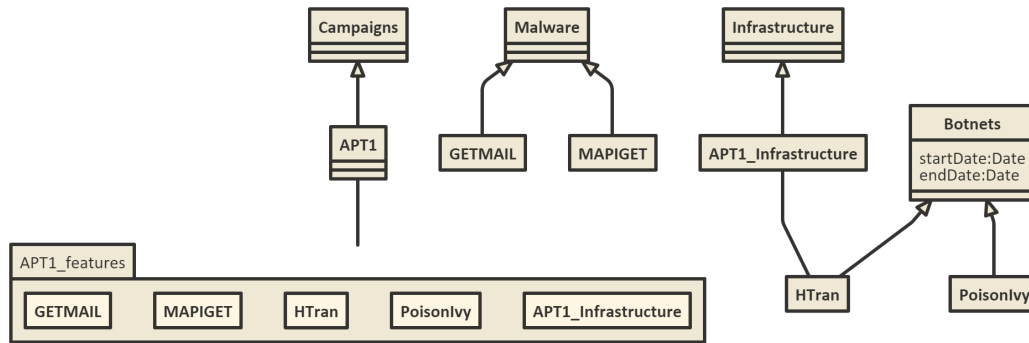 Campaigns
Malware
Infrastructure
Botnets
startDate:Date
endDate:Date
APT1
GETMAIL
MAPIGET
APT1_Infrastructure
HTran
PoisonIvy
APT1_features
GETMAIL
MAPIGET
HTran
PoisonIvy
APT1_Infrastructure